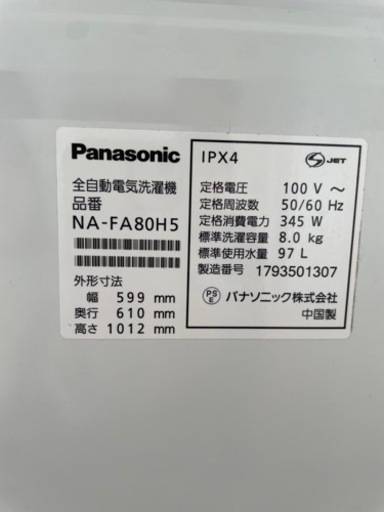 Panasonic
全自動電気洗濯機
品番
NA-FA80H5
外形寸法
幅 599 mm
奥行 610 mm
高さ 1012 mm
IPX4
S JET
定格電圧 100 V ～
定格周波数 50/60 Hz
定格消費電力 345 W
標準洗濯容量 8.0 kg
標準使用水量 97 L
製造番号 1793501307
PS E パナソニック株式会社
中国製